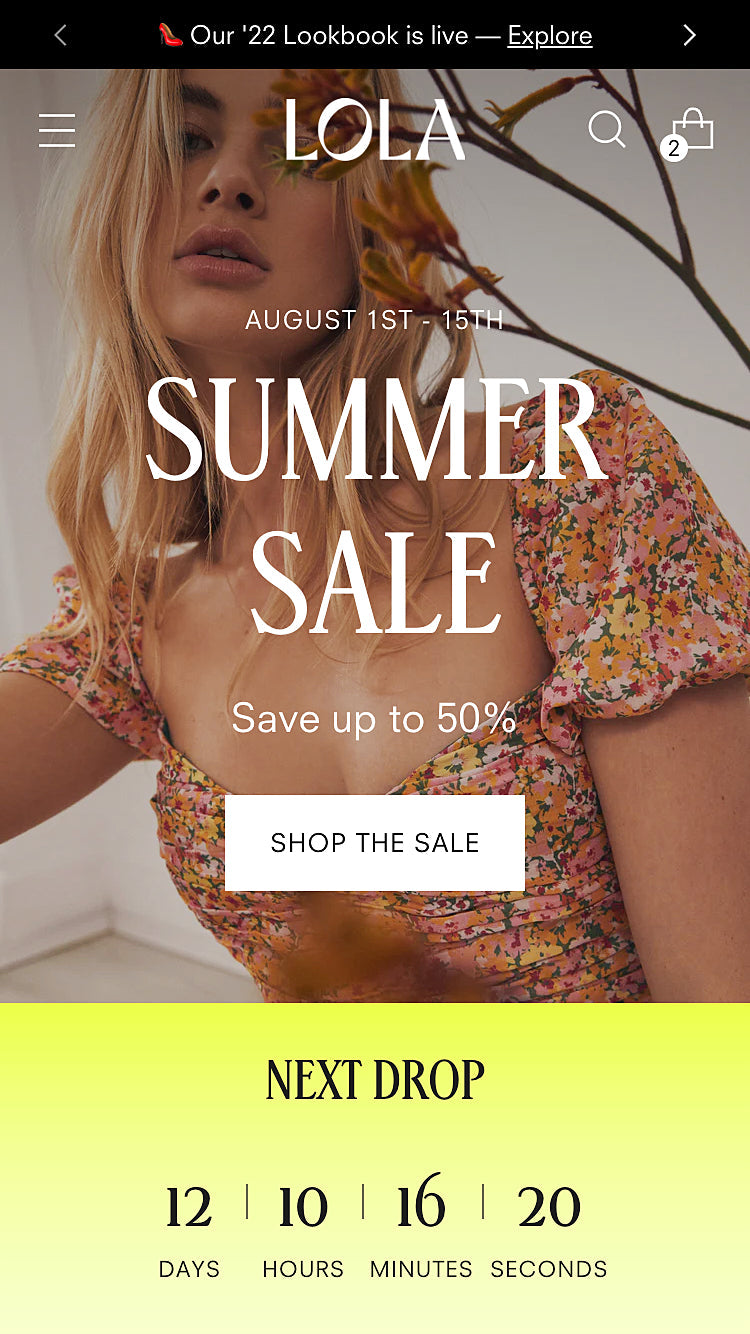 👠 Our '22 Lookbook is live — Explore
LOLA
2
AUGUST 1ST - 15TH
SUMMER
SALE
Save up to 50%
SHOP THE SALE
NEXT DROP
12 | 10 | 16 | 20
DAYS HOURS MINUTES SECONDS